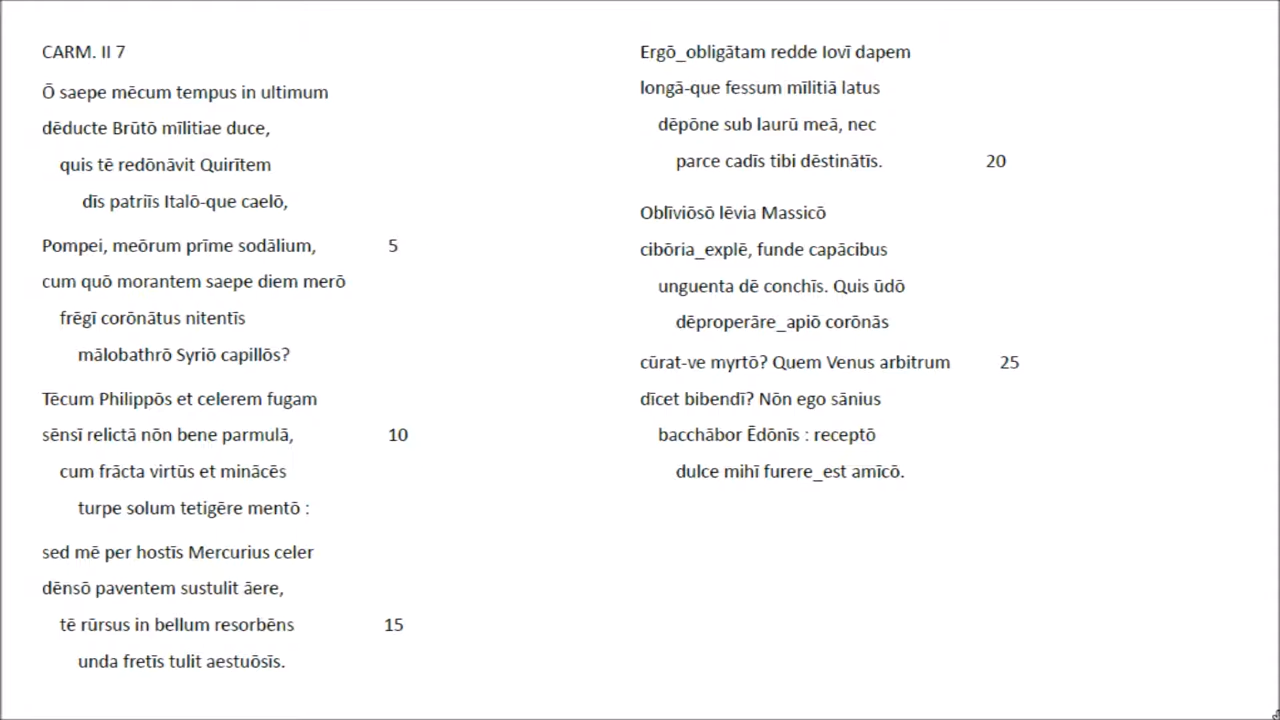 CARM. II 7
Ō saepe mēcum tempus in ultimum
dēducte Brūtō mīlitiae duce,
quis tē redōnāvit Quirītem
dīs patriīs Italō-que caelō,
Pompei, meōrum prīme sodālium, 5
cum quō morantem saepe diem merō
frēgī corōnātus nitentīs
mālobathrō Syriō capillōs?
Tēcum Philippōs et celerem fugam
sēnsī relictā nōn bene parmulā, 10
cum frācta virtūs et minācēs
turpe solum tetigēre mentō :
sed mē per hostīs Mercurius celer
dēnsō paventem sustulit āere,
tē rūrsus in bellum resorbēns 15
unda fretīs tulit aestuōsīs.
Ergō_obligātam redde Iovī dapem
longā-que fessum mīlitiā latus
dēpōne sub laurū meā, nec
parce cadīs tibi dēstinātīs. 20
Oblīviōsō lēvia Massicō
cibōria_explē, funde capācibus
unguenta dē conchīs. Quis ūdō
dēproperāre_apiō corōnās
cūrat-ve myrtō? Quem Venus arbitrum 25
dīcet bibendī? Nōn ego sānius
bacchābor Ēdōnīs : receptō
dulce mihī furere_est amīcō.